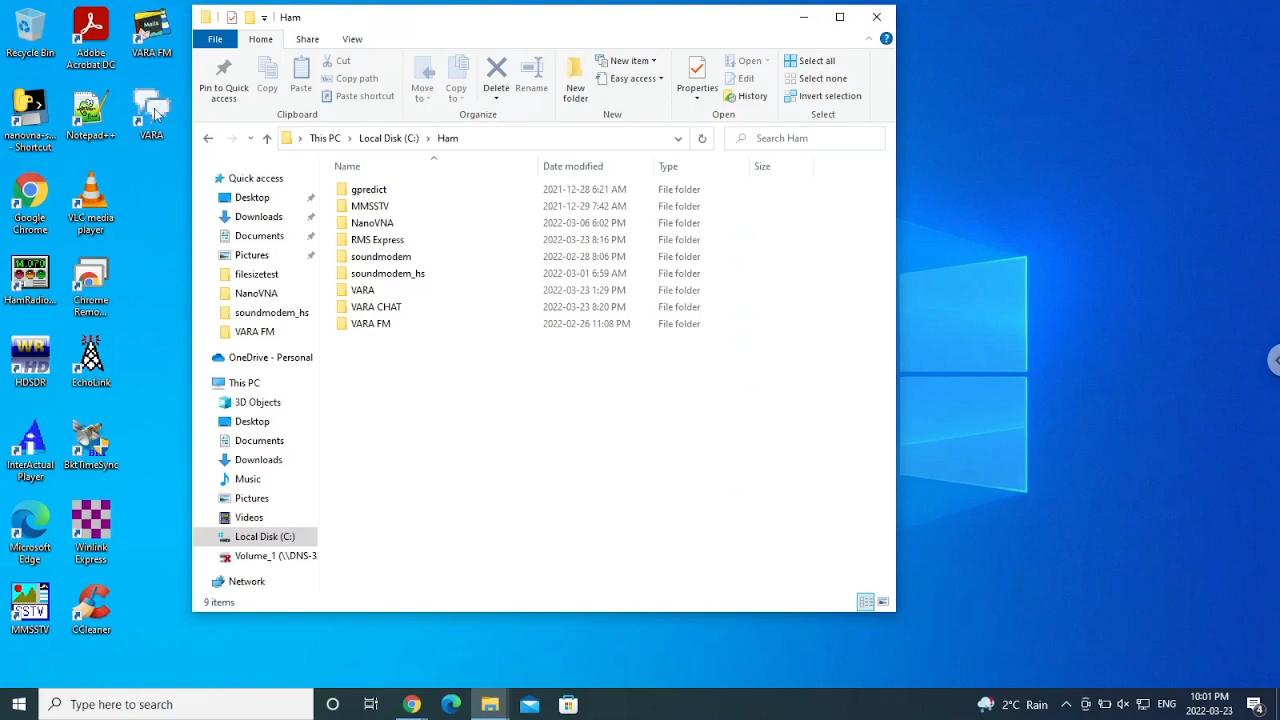 Ham
File
Home
Share
View
Pin to Quick
access
Copy
Paste
Cut
Copy path
Paste shortcut
Clipboard
Move
to
Copy
to
Delete
Rename
Organize
New
folder
New item
Easy access
New
Properties
Open
Edit
History
Open
Select all
Select none
Invert selection
Select
This PC
Local Disk (C:)
Ham
Search Ham
Name
Date modified
Type
Size
gpredict 2021-12-28 6:21 AM File folder
MMSSTV 2021-12-29 7:42 AM File folder
NanoVNA 2022-03-06 6:02 PM File folder
RMS Express 2022-03-23 8:16 PM File folder
soundmodem 2022-02-28 8:06 PM File folder
soundmodem_hs 2022-03-01 6:59 AM File folder
VARA 2022-03-23 1:29 PM File folder
VARA CHAT 2022-03-23 8:20 PM File folder
VARA FM 2022-02-26 11:08 PM File folder
Quick access
Desktop
Downloads
Documents
Pictures
filesizetest
NanoVNA
soundmodem_hs
VARA FM
OneDrive - Personal
This PC
3D Objects
Desktop
Documents
Downloads
Music
Pictures
Videos
Local Disk (C:)
Volume_1 (\\DNS-3
Network
9 items
Recycle Bin
Adobe
Acrobat DC
VARA FM
nanovna-s...
- Shortcut
Notepad++
VARA
Google
Chrome
VLC media
player
14.070
HamRadio...
Chrome
Remo...
WR
HD
HDSDR
EchoLink
InterActual
Player
BktTimeSync
Microsoft
Edge
Winlink
Express
SSTV
MMSSTV
CCleaner
Type here to search
2°C Rain
ENG
10:01 PM
2022-03-23
4